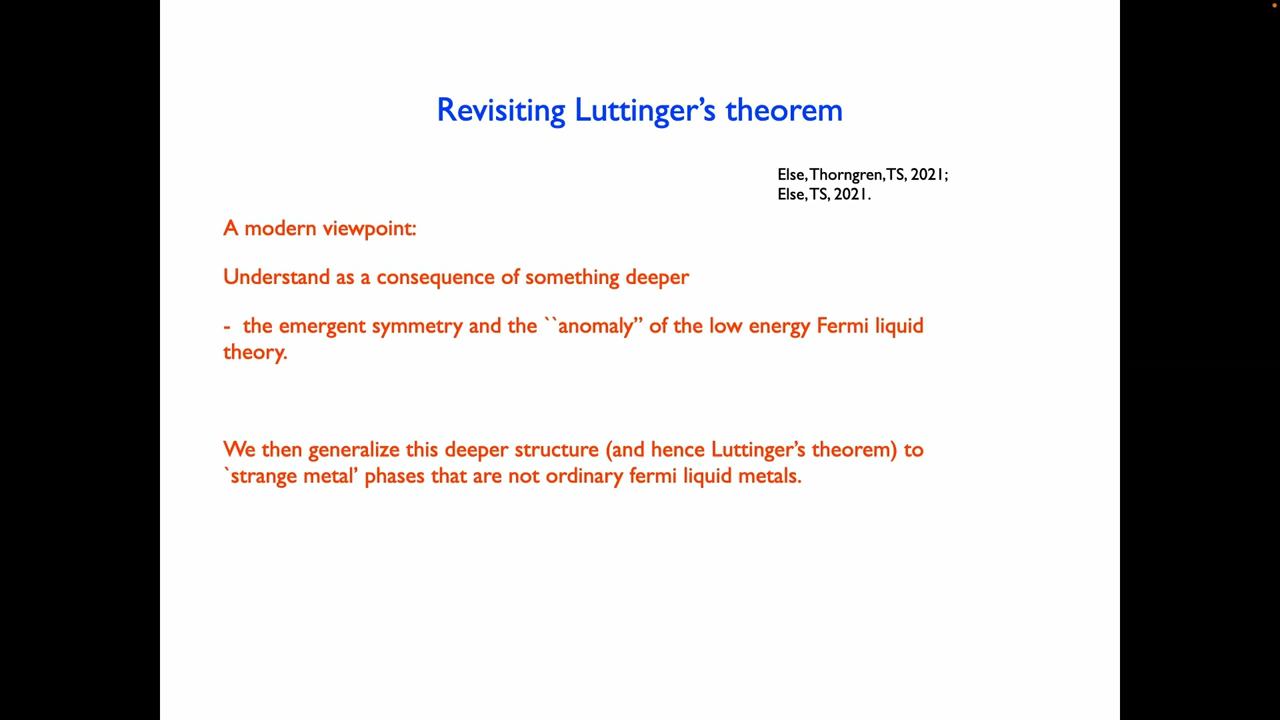 Revisiting Luttinger’s theorem
Else, Thorngren, TS, 2021;
Else, TS, 2021.
A modern viewpoint:
Understand as a consequence of something deeper
- the emergent symmetry and the ``anomaly’’ of the low energy Fermi liquid
theory.
We then generalize this deeper structure (and hence Luttinger’s theorem) to
`strange metal’ phases that are not ordinary fermi liquid metals.